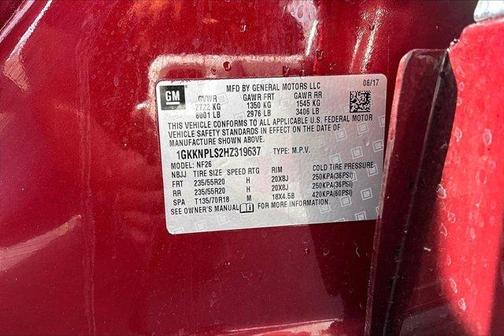 GM
MFD BY GENERAL MOTORS LLC 06/17
GVWR GAWR FRT GAWR RR
2722 KG 1350 KG 1545 KG
6001 LB 2976 LB 3406 LB
THIS VEHICLE CONFORMS TO ALL APPLICABLE U.S. FEDERAL MOTOR
VEHICLE SAFETY STANDARDS IN EFFECT ON THE DATE OF
MANUFACTURE SHOWN ABOVE.
1GKKNPLS2HZ319637 TYPE: M.P.V.
MODEL: NF26
NBJJ TIRE SIZE SPEED RTG RIM COLD TIRE PRESSURE
FRT 235/55R20 H 20X8J 250KPA(36PSI)
RR 235/55R20 H 20X8J 250KPA(36PSI)
SPA T135/70R18 M 18X4.5B 420KPA(60PSI)
SEE OWNER'S MANUAL FOR MORE INFORMATION.